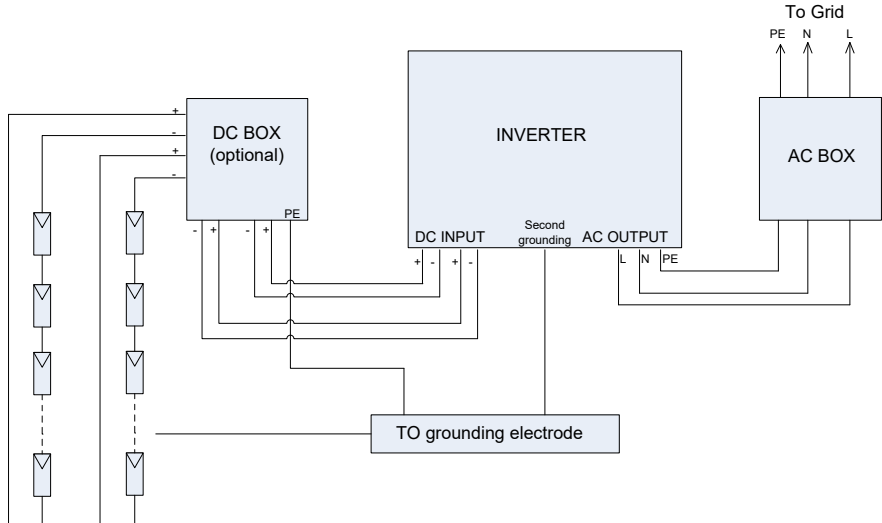 To Grid
PE N L
+
-
+
-
DC BOX
(optional)
PE
- + - +
INVERTER
DC INPUT
Second
grounding
AC OUTPUT
+ - + -
L N PE
AC BOX
TO grounding electrode